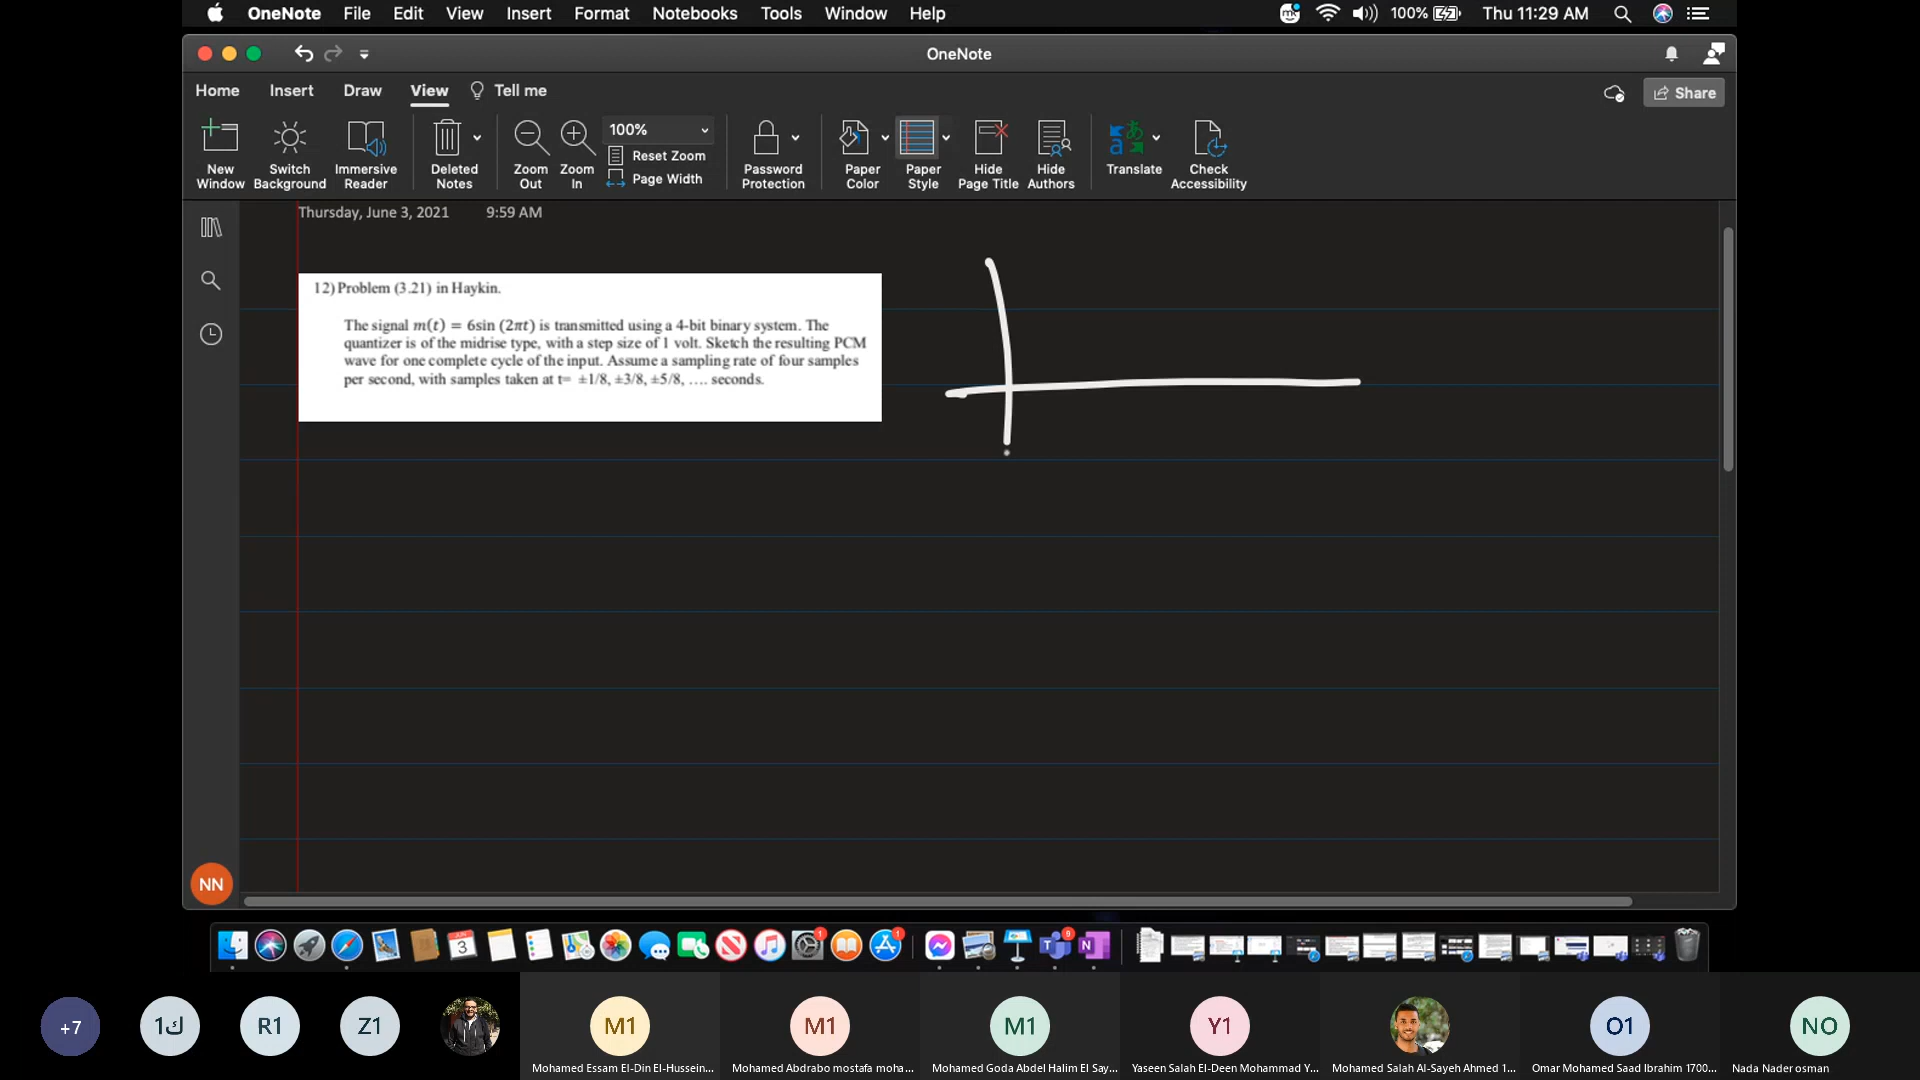 OneNote File Edit View Insert Format Notebooks Tools Window Help 100% Thu 11:29 AM
OneNote
Home Insert Draw View Tell me Share
100%
Reset Zoom
Page Width
New Window
Switch Background
Immersive Reader
Deleted Notes
Zoom Out
Zoom In
Password Protection
Paper Color
Paper Style
Hide Page Title
Hide Authors
Translate
Check Accessibility
Thursday, June 3, 2021 9:59 AM
12) Problem (3.21) in Haykin.
The signal m(t) = 6sin (2πt) is transmitted using a 4-bit binary system. The
quantizer is of the midrise type, with a step size of 1 volt. Sketch the resulting PCM
wave for one complete cycle of the input. Assume a sampling rate of four samples
per second, with samples taken at t= ±1/8, ±3/8, ±5/8, …. seconds.
NN
JUN
3
1
1
9
+7 ك1 R1 Z1 M1 M1 M1 Y1 O1 NO
Mohamed Essam El-Din El-Hussein...
Mohamed Abdrabo mostafa moha...
Mohamed Goda Abdel Halim El Say...
Yaseen Salah El-Deen Mohammad Y...
Mohamed Salah Al-Sayeh Ahmed 1...
Omar Mohamed Saad Ibrahim 1700...
Nada Nader osman